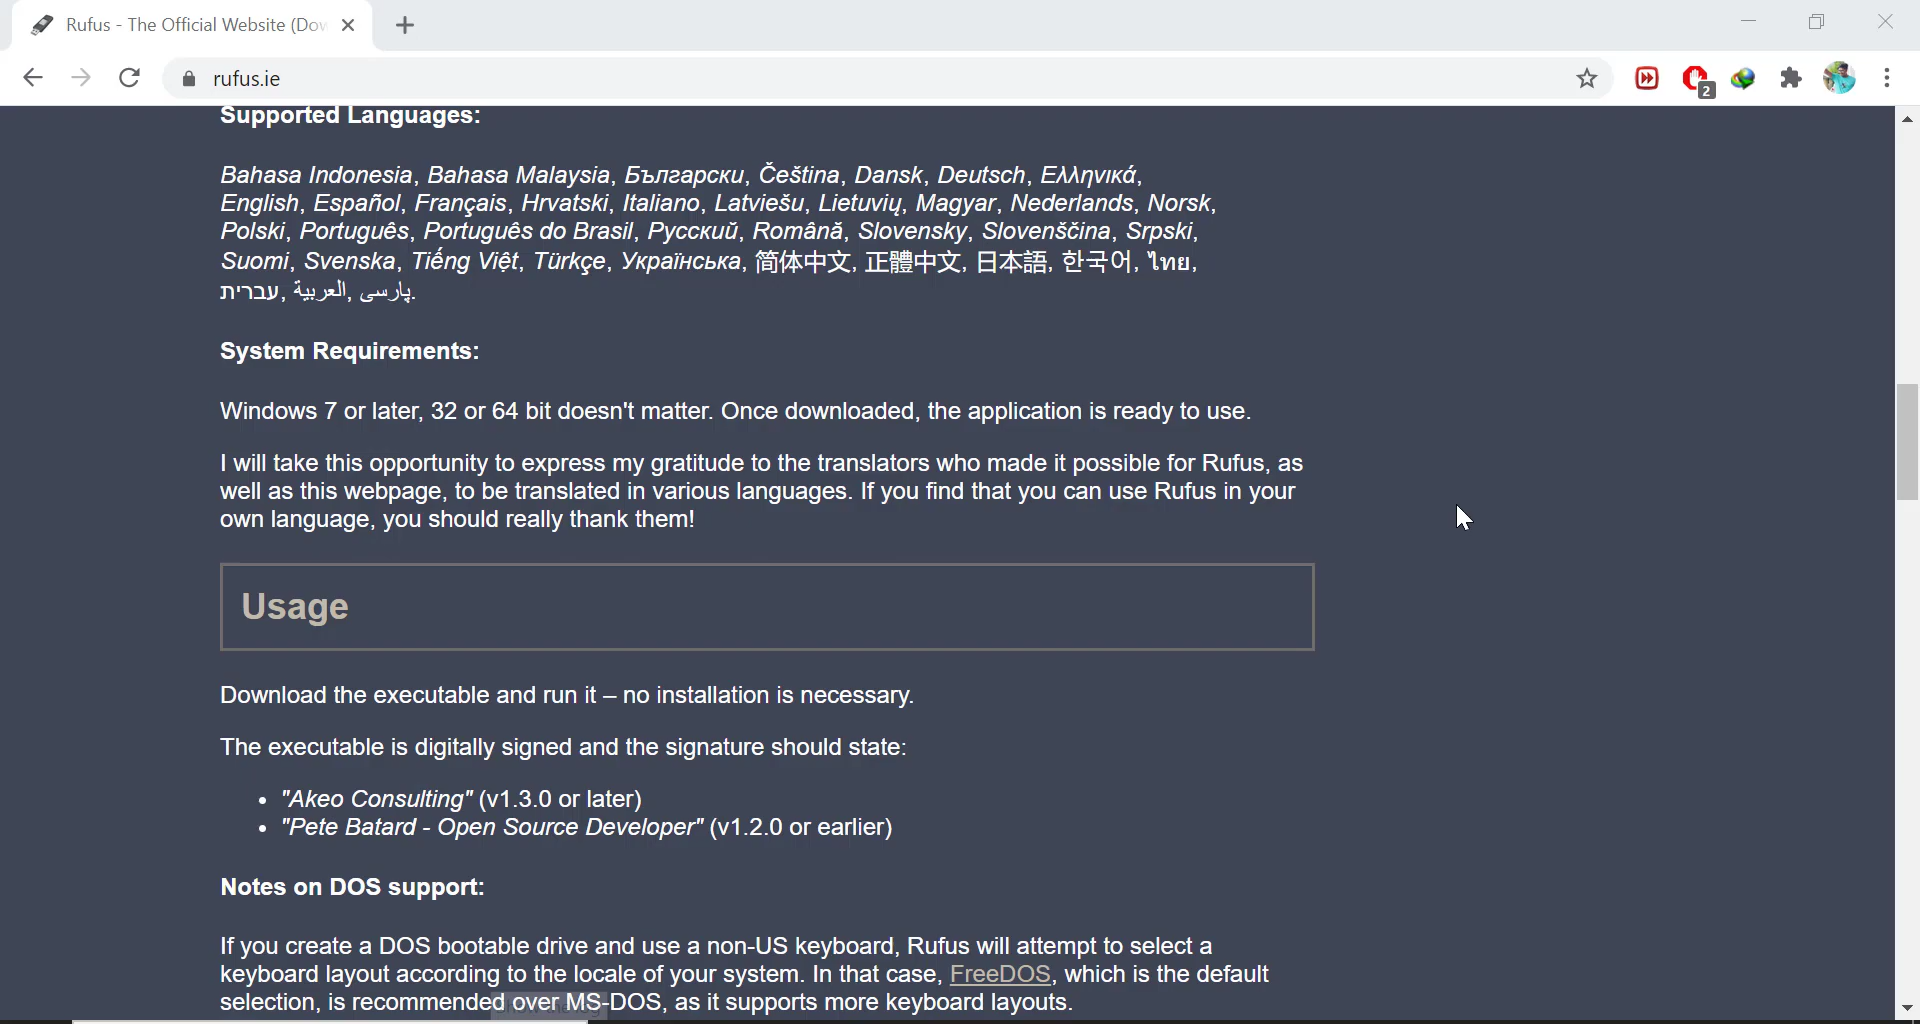 Rufus - The Official Website (Dow
rufus.ie
2
Supported Languages:
Bahasa Indonesia, Bahasa Malaysia, Български, Čeština, Dansk, Deutsch, Ελληνικά,
English, Español, Français, Hrvatski, Italiano, Latviešu, Lietuvių, Magyar, Nederlands, Norsk,
Polski, Português, Português do Brasil, Русский, Română, Slovensky, Slovenščina, Srpski,
Suomi, Svenska, Tiếng Việt, Türkçe, Українська, 简体中文, 正體中文, 日本語, 한국어, ไทย,
עברית, العربية, پارسی.
System Requirements:
Windows 7 or later, 32 or 64 bit doesn't matter. Once downloaded, the application is ready to use.
I will take this opportunity to express my gratitude to the translators who made it possible for Rufus, as
well as this webpage, to be translated in various languages. If you find that you can use Rufus in your
own language, you should really thank them!
Usage
Download the executable and run it – no installation is necessary.
The executable is digitally signed and the signature should state:
• "Akeo Consulting" (v1.3.0 or later)
• "Pete Batard - Open Source Developer" (v1.2.0 or earlier)
Notes on DOS support:
If you create a DOS bootable drive and use a non-US keyboard, Rufus will attempt to select a
keyboard layout according to the locale of your system. In that case, FreeDOS, which is the default
selection, is recommended over MS-DOS, as it supports more keyboard layouts.